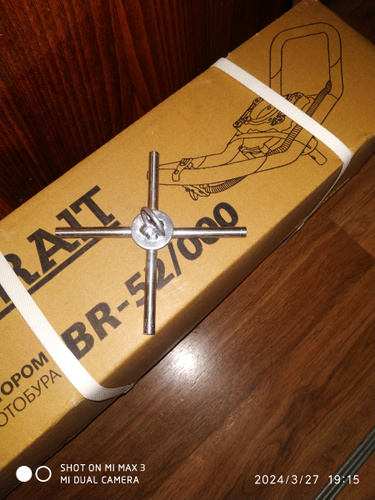 RAIT
BR-52/000
ТОРОМ
ОТОБУРА
SHOT ON MI MAX 3
MI DUAL CAMERA
2024/3/27 19:15